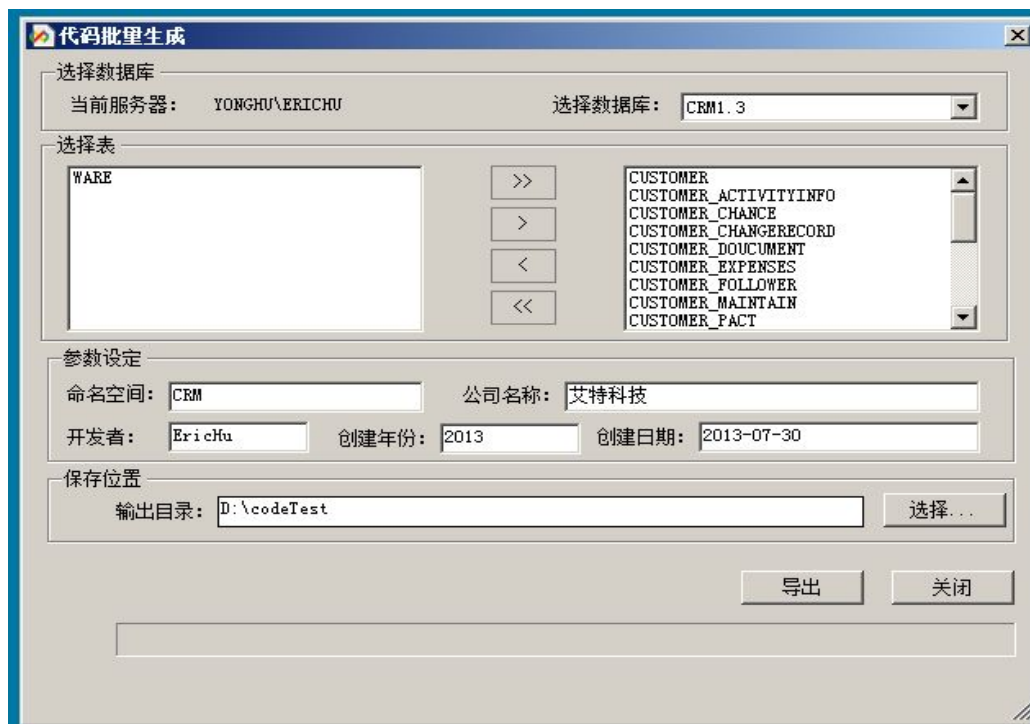 代码批里生成
选择数据库
当前服务器： YONGHU\ERICHU 选择数据库： CRM1.3
选择表
WARE
>>
>
<
<<
CUSTOMER
CUSTOMER_ACTIVITYINFO
CUSTOMER_CHANCE
CUSTOMER_CHANGERECORD
CUSTOMER_DOUCUMENT
CUSTOMER_EXPENSES
CUSTOMER_FOLLOWER
CUSTOMER_MAINTAIN
CUSTOMER_PACT
参数设定
命名空间： CRM 公司名称： 艾特科技
开发者： EricHu 创建年份： 2013 创建日期： 2013-07-30
保存位置
输出目录： D:\codeTest 选择...
导出 关闭